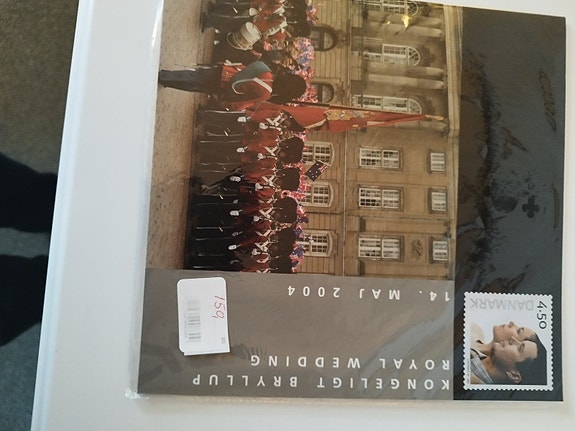 KONGELIGT BRYLLUP
ROYAL WEDDING
14. MAJ 2004
DANMARK
4.50
159